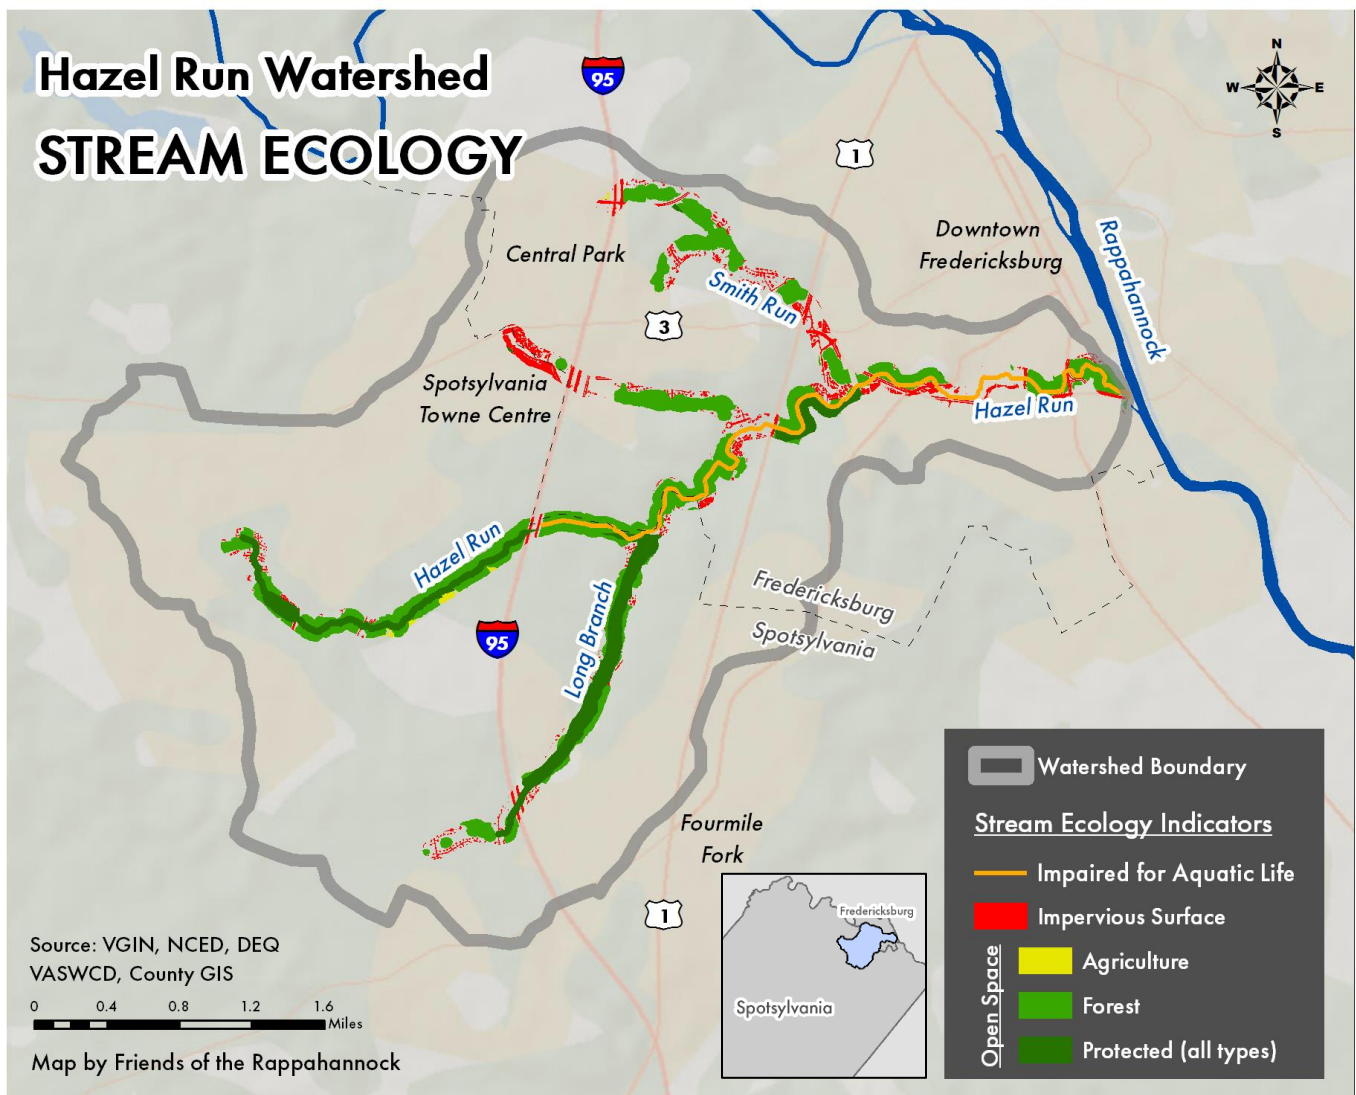 Hazel Run Watershed
STREAM ECOLOGY
95
N
W E
S
1
Downtown
Fredericksburg
Rappahannock
Central Park
Smith Run
3
Spotsylvania
Towne Centre
Hazel Run
Hazel Run
Long Branch
Fredericksburg
Spotsylvania
95
Fourmile
Fork
1
Watershed Boundary
Stream Ecology Indicators
Impaired for Aquatic Life
Impervious Surface
Open Space
Agriculture
Forest
Protected (all types)
Fredericksburg
Spotsylvania
Source: VGIN, NCED, DEQ
VASWCD, County GIS
0 0.4 0.8 1.2 1.6
Miles
Map by Friends of the Rappahannock